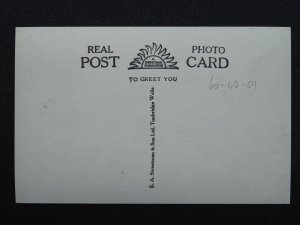 REAL PHOTO
POST CARD
TO GREET YOU
60-42-01
E. A. Sweetman & Son Ltd. Tunbridge Wells.